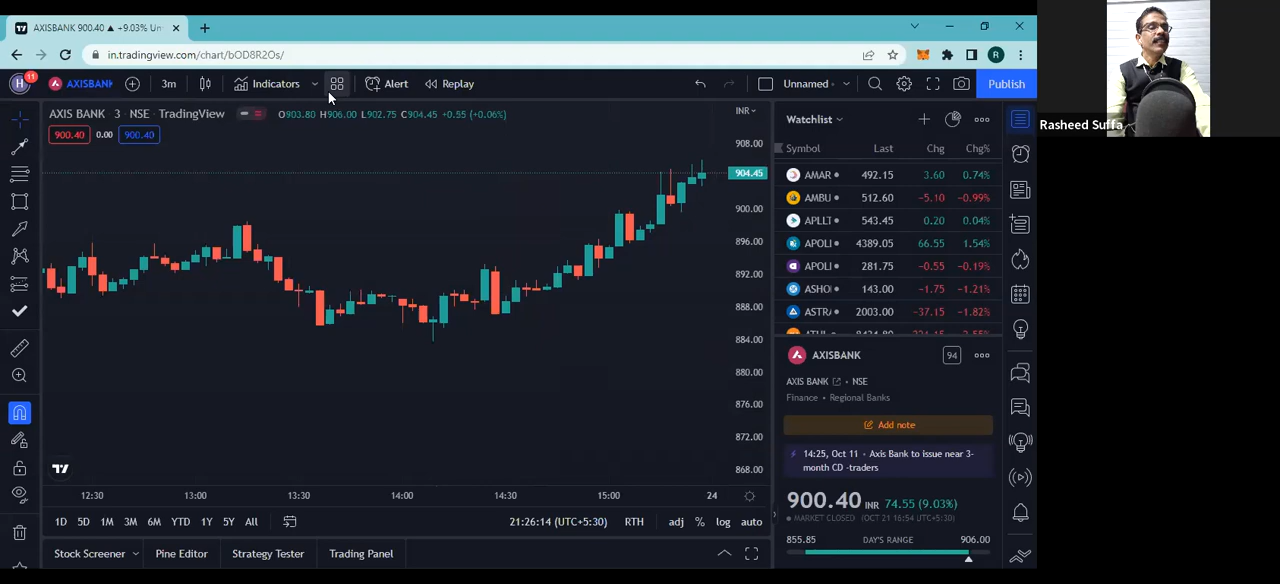 AXISBANK 900.40 ▲ +9.03% Un
in.tradingview.com/chart/bOD8R2Os/
R
H 11 AXISBANK 3m Indicators Alert Replay Unnamed Publish
AXIS BANK · 3 · NSE · TradingView O903.80 H906.00 L902.75 C904.45 +0.55 (+0.06%)
900.40 0.00 900.40
INR
908.00
904.45
900.00
896.00
892.00
888.00
884.00
880.00
876.00
872.00
868.00
12:30 13:00 13:30 14:00 14:30 15:00 24
1D 5D 1M 3M 6M YTD 1Y 5Y All 21:26:14 (UTC+5:30) RTH adj % log auto
Stock Screener Pine Editor Strategy Tester Trading Panel
Watchlist
Symbol Last Chg Chg%
AMAR 492.15 3.60 0.74%
AMBU 512.60 −5.10 −0.99%
APLLT 543.45 0.20 0.04%
APOLI 4389.05 66.55 1.54%
APOLI 281.75 −0.55 −0.19%
ASHO 143.00 −1.75 −1.21%
ASTRA 2003.00 −37.15 −1.82%
AXISBANK 94
AXIS BANK • NSE
Finance • Regional Banks
Add note
14:25, Oct 11 • Axis Bank to issue near 3-
month CD -traders
900.40 INR 74.55 (9.03%)
MARKET CLOSED (OCT 21 16:54 UTC+5:30)
855.85 DAY'S RANGE 906.00
Rasheed Suffa